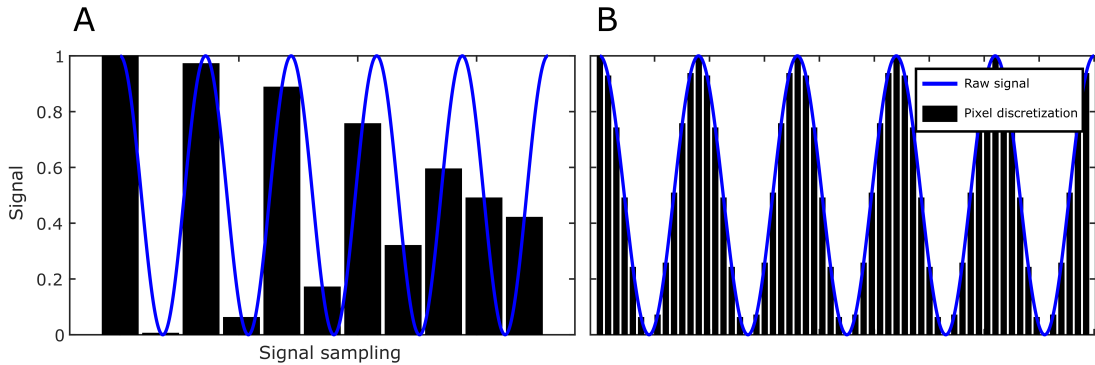 A
B
1
0.8
0.6
0.4
0.2
0
Signal
Signal sampling
Raw signal
Pixel discretization